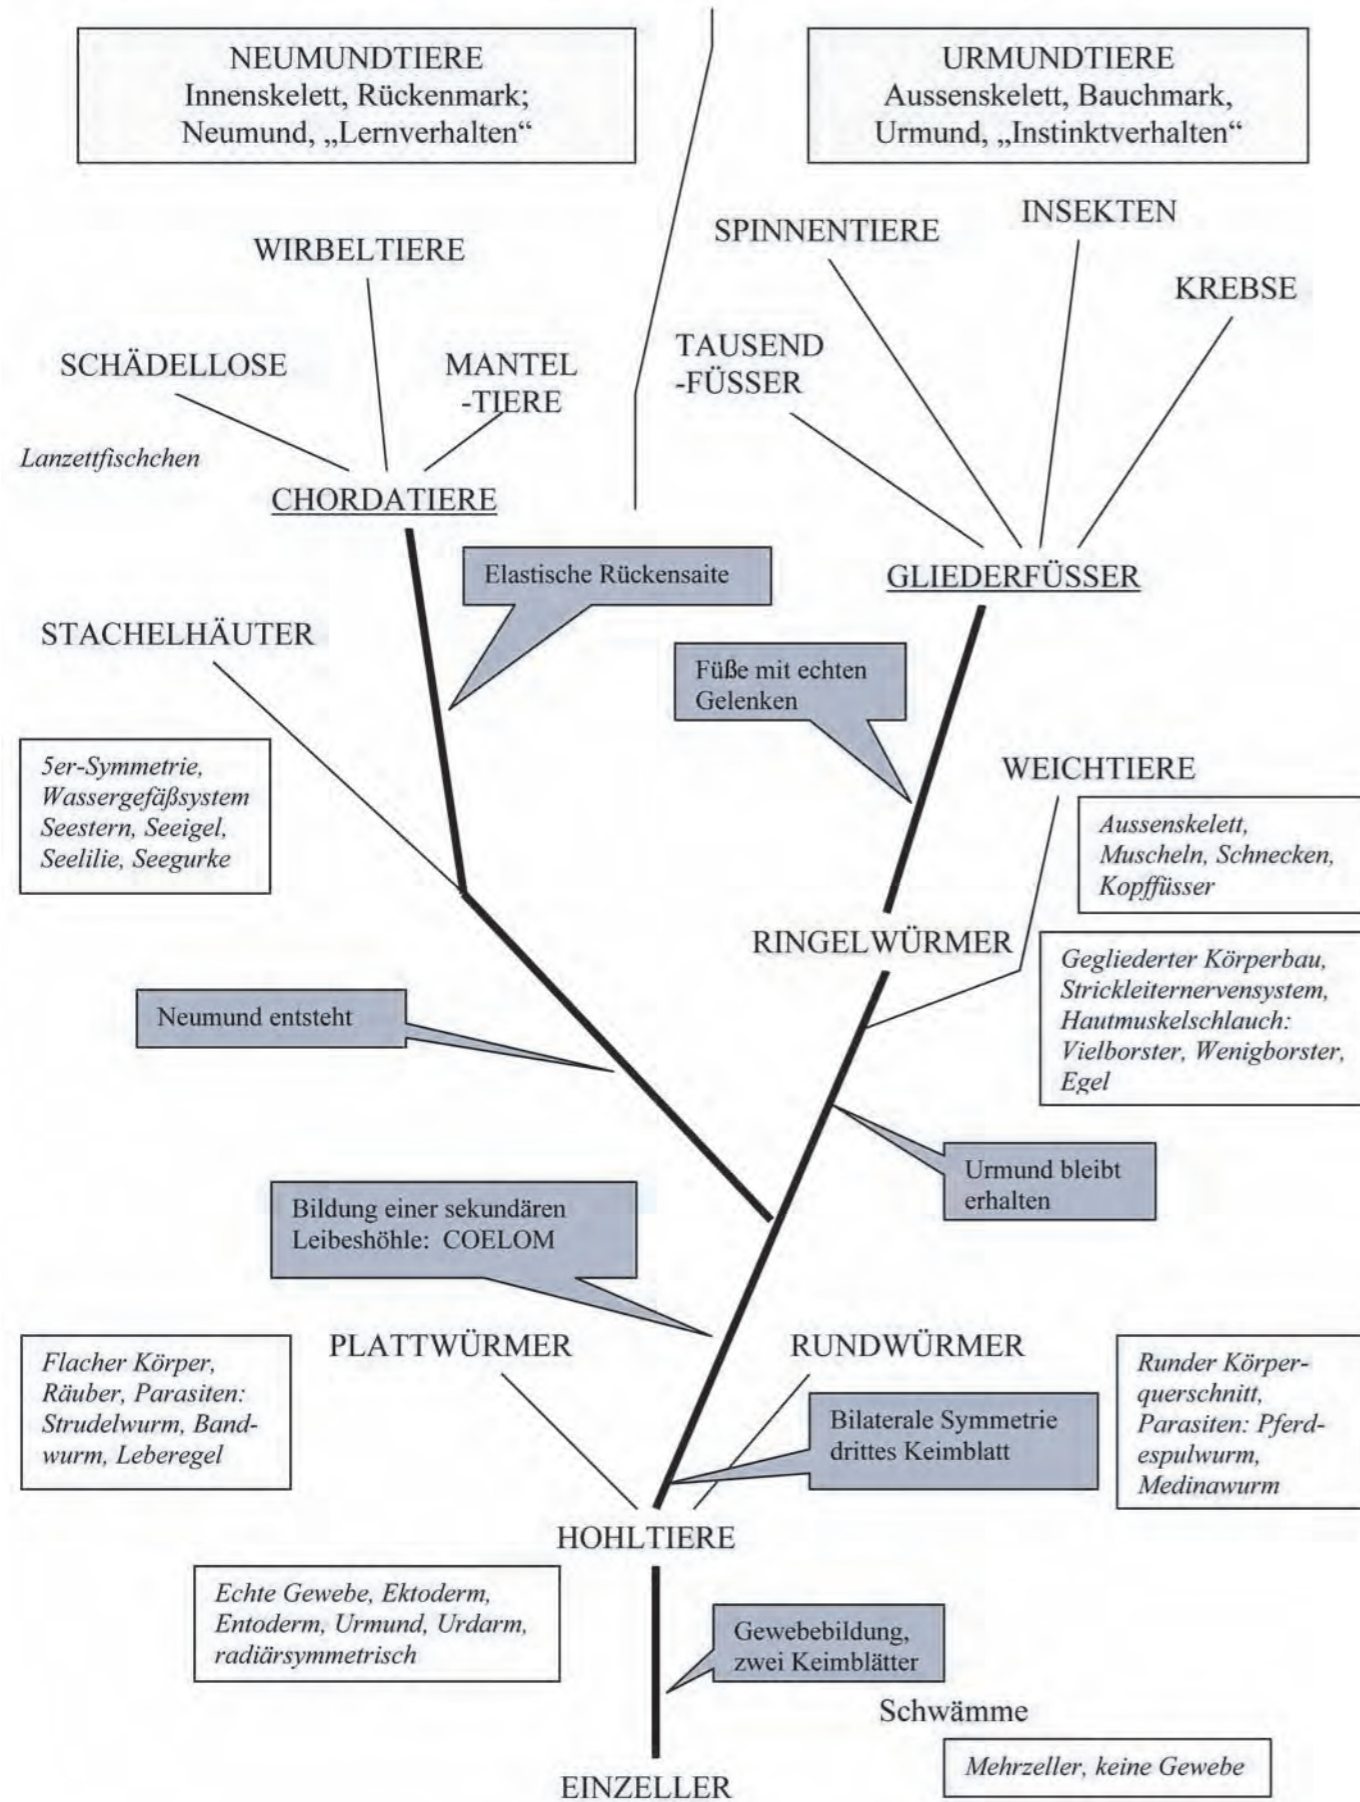 NEUMUNDTIERE
Innenskelett, Rückenmark;
Neumund, „Lernverhalten“
URMUNDTIERE
Aussenskelett, Bauchmark,
Urmund, „Instinktverhalten“
WIRBELTIERE
SCHÄDELLOSE
MANTEL
-TIERE
Lanzettfischchen
CHORDATIERE
SPINNENTIERE
INSEKTEN
KREBSE
TAUSEND
-FÜSSER
GLIEDERFÜSSER
Elastische Rückensaite
STACHELHÄUTER
Füße mit echten
Gelenken
5er-Symmetrie,
Wassergefäßsystem
Seestern, Seeigel,
Seelilie, Seegurke
WEICHTIERE
Aussenskelett,
Muscheln, Schnecken,
Kopffüsser
RINGELWÜRMER
Gegliederter Körperbau,
Strickleiternervensystem,
Hautmuskelschlauch:
Vielborster, Wenigborster,
Egel
Neumund entsteht
Urmund bleibt
erhalten
Bildung einer sekundären
Leibeshöhle: COELOM
PLATTWÜRMER
Flacher Körper,
Räuber, Parasiten:
Strudelwurm, Band-
wurm, Leberegel
RUNDWÜRMER
Runder Körper-
querschnitt,
Parasiten: Pferd-
espulwurm,
Medinawurm
Bilaterale Symmetrie
drittes Keimblatt
HOHLTIERE
Echte Gewebe, Ektoderm,
Entoderm, Urmund, Urdarm,
radiärsymmetrisch
Gewebebildung,
zwei Keimblätter
Schwämme
Mehrzeller, keine Gewebe
EINZELLER